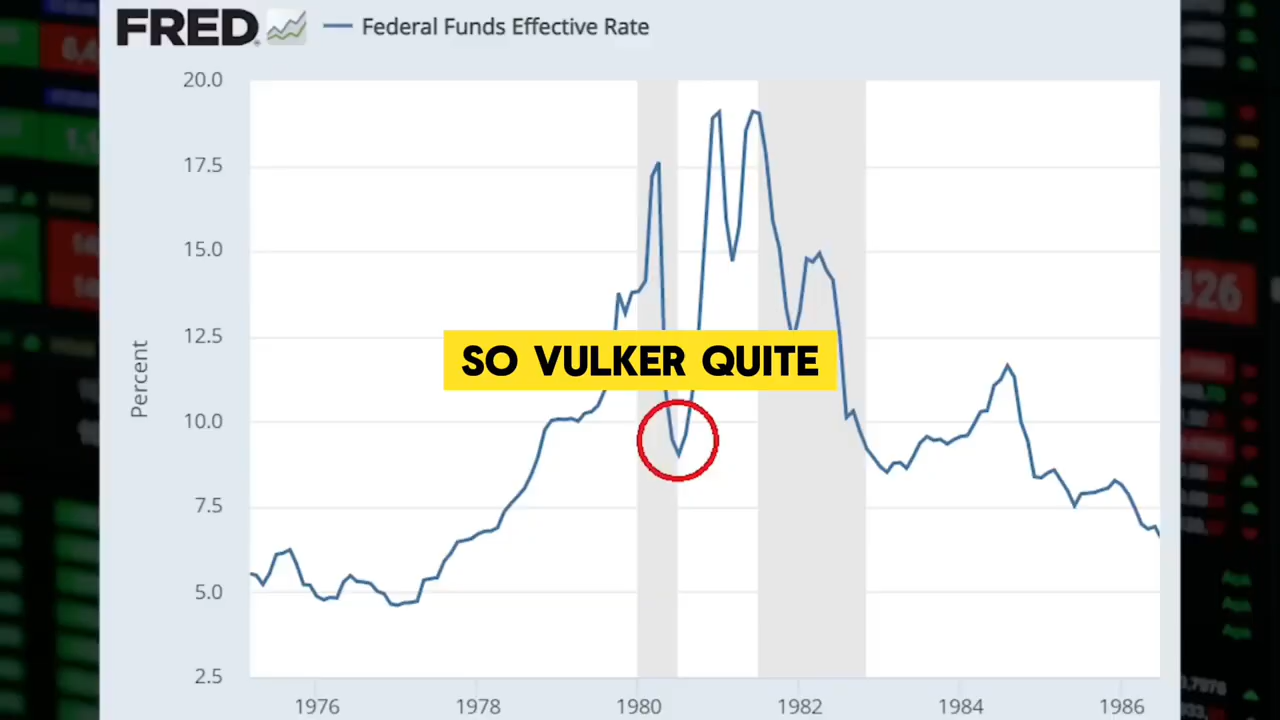 FRED
Federal Funds Effective Rate
20.0
17.5
15.0
12.5
10.0
7.5
5.0
2.5
Percent
SO VULKER QUITE
1976 1978 1980 1982 1984 1986
126